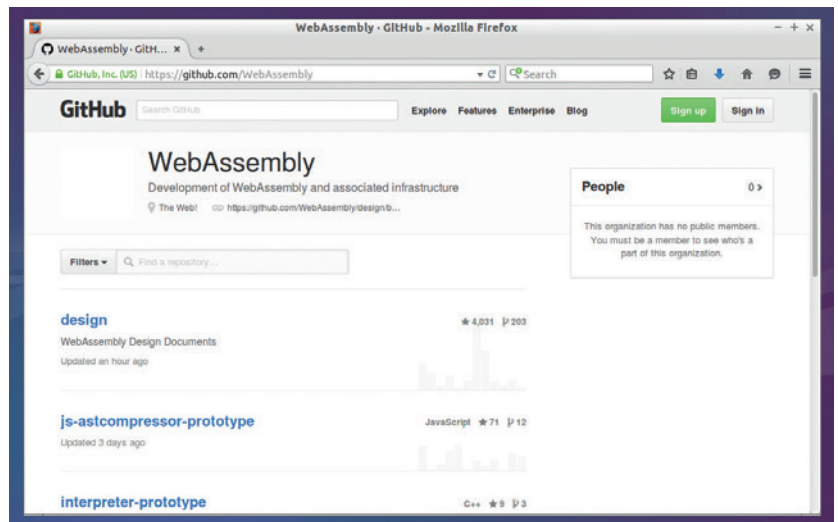 WebAssembly · GitHub - Mozilla Firefox
WebAssembly · GitH... × +
GitHub, Inc. (US) https://github.com/WebAssembly Search
GitHub Search GitHub Explore Features Enterprise Blog Sign up Sign in
WebAssembly
Development of WebAssembly and associated infrastructure
The Web! https://github.com/WebAssembly/design/b...
People 0 >
This organization has no public members.
You must be a member to see who's a
part of this organization.
Filters Find a repository...
design 4,031 203
WebAssembly Design Documents
Updated an hour ago
js-astcompressor-prototype JavaScript 71 12
Updated 3 days ago
interpreter-prototype C++ 9 3